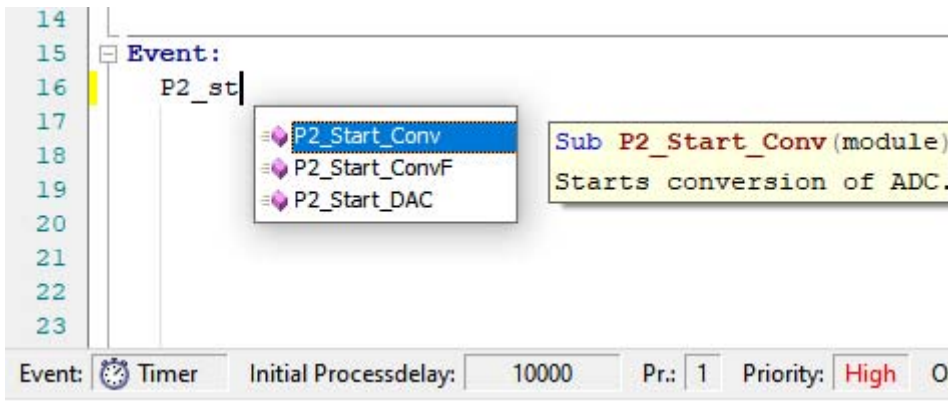 14
15 Event:
16 P2_st
17
18
19
20
21
22
23
P2_Start_Conv
P2_Start_ConvF
P2_Start_DAC
Sub P2_Start_Conv(module)
Starts conversion of ADC.
Event: Timer Initial Processdelay: 10000 Pr.: 1 Priority: High O